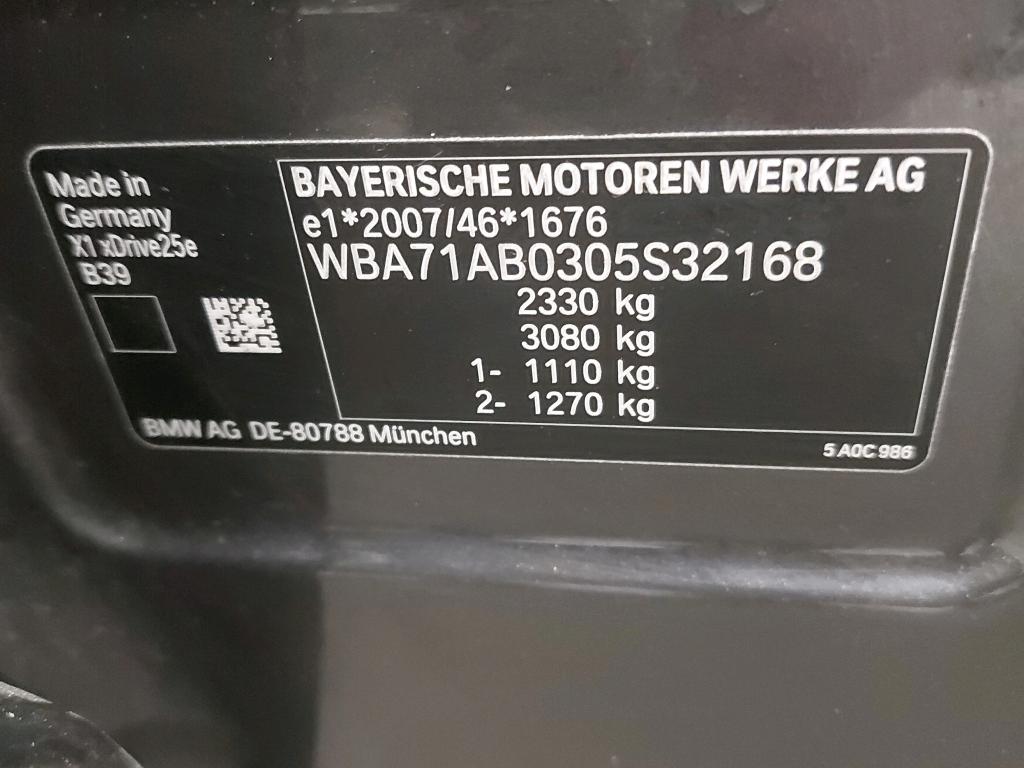 Made in
Germany
X1 xDrive25e
B39
BAYERISCHE MOTOREN WERKE AG
e1*2007/46*1676
WBA71AB0305S32168
2330 kg
3080 kg
1- 1110 kg
2- 1270 kg
BMW AG DE-80788 München
5 A0C 986